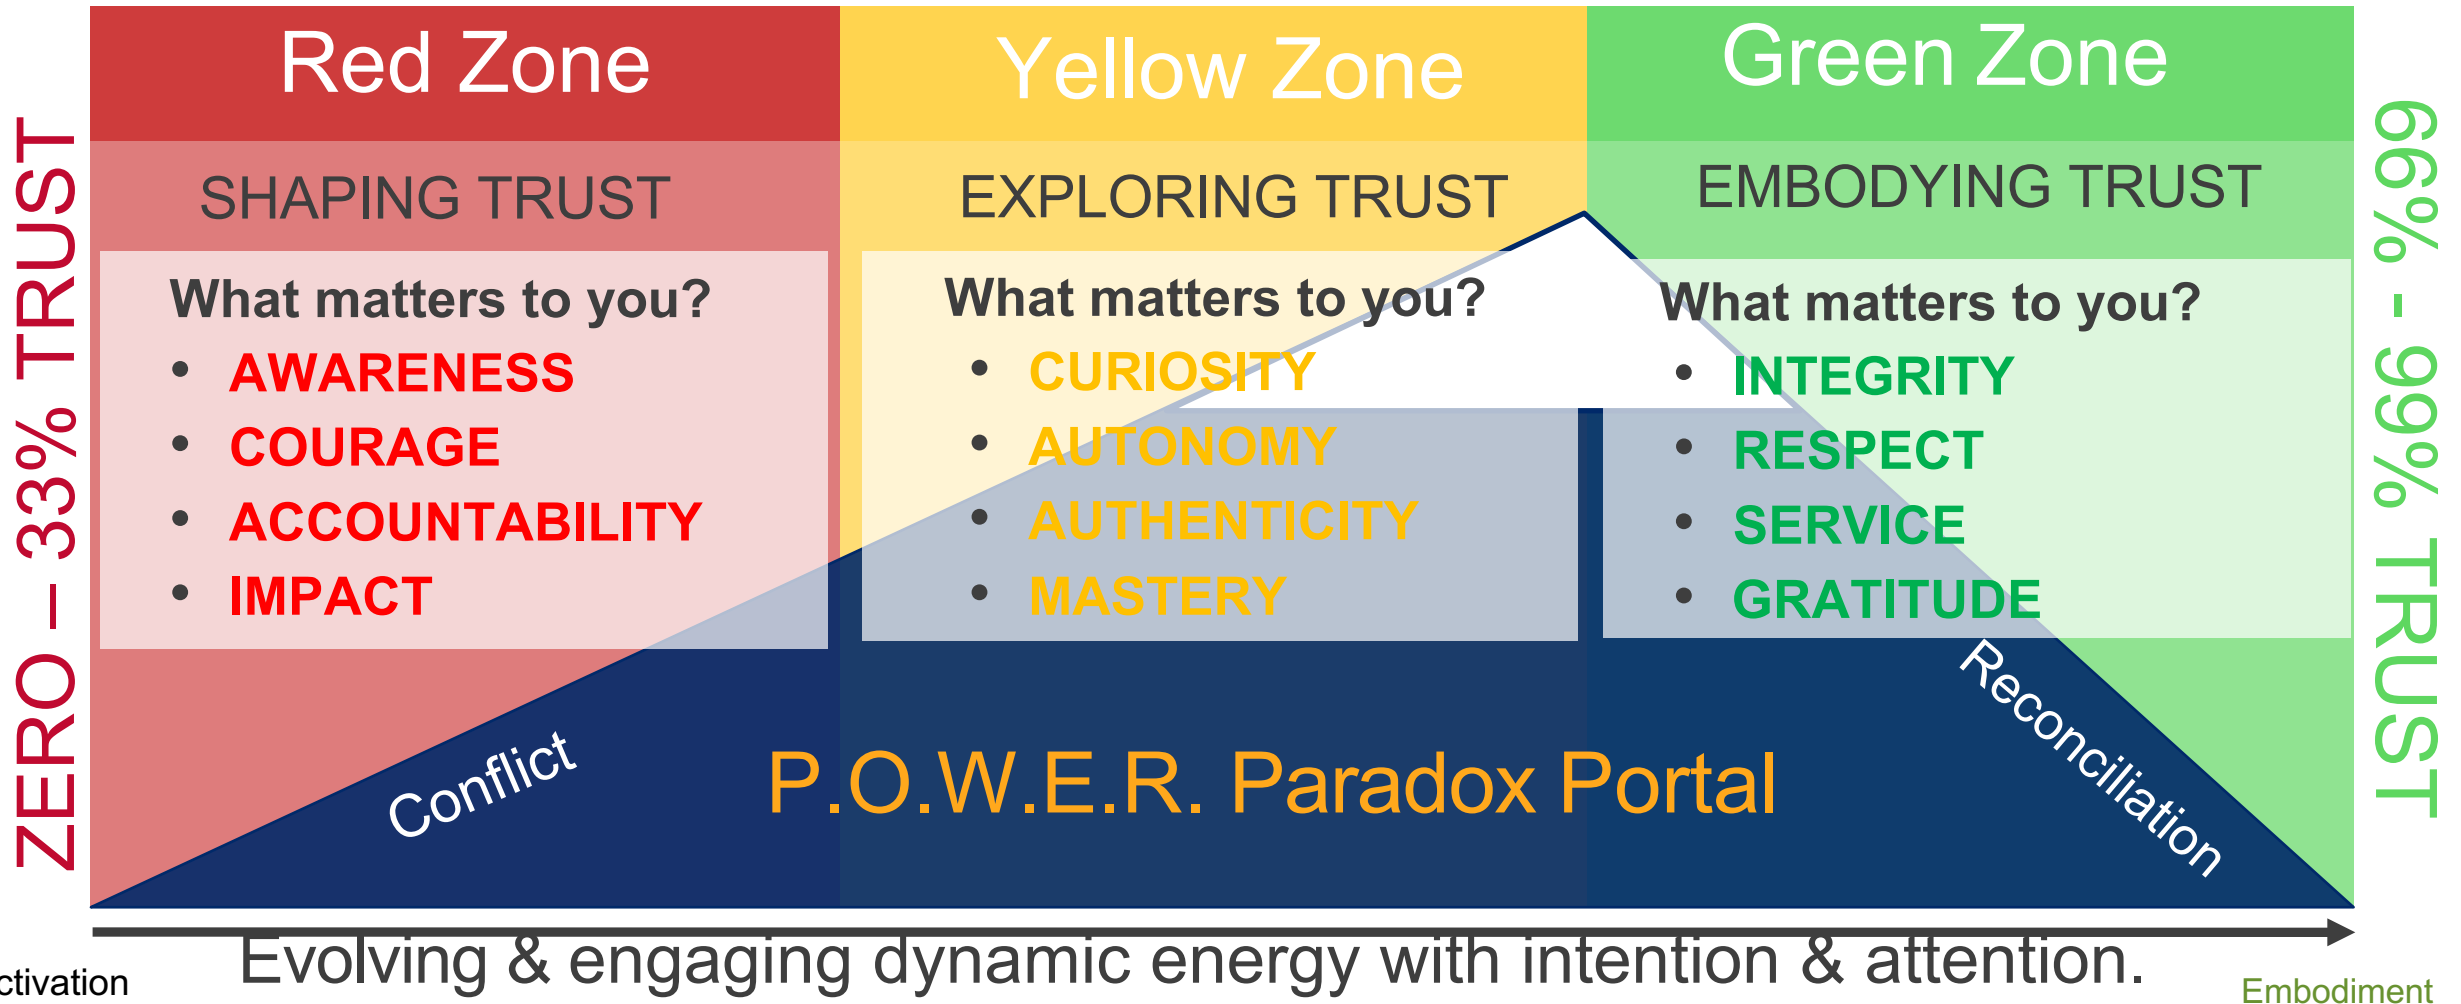 Red Zone
Yellow Zone
Green Zone
ZERO – 33% TRUST
66% - 99% TRUST
SHAPING TRUST
EXPLORING TRUST
EMBODYING TRUST
What matters to you?
• AWARENESS
• COURAGE
• ACCOUNTABILITY
• IMPACT
What matters to you?
• CURIOSITY
• AUTONOMY
• AUTHENTICITY
• MASTERY
What matters to you?
• INTEGRITY
• RESPECT
• SERVICE
• GRATITUDE
Conflict
P.O.W.E.R. Paradox Portal
Reconciliation
Evolving & engaging dynamic energy with intention & attention.
ctivation
Embodiment